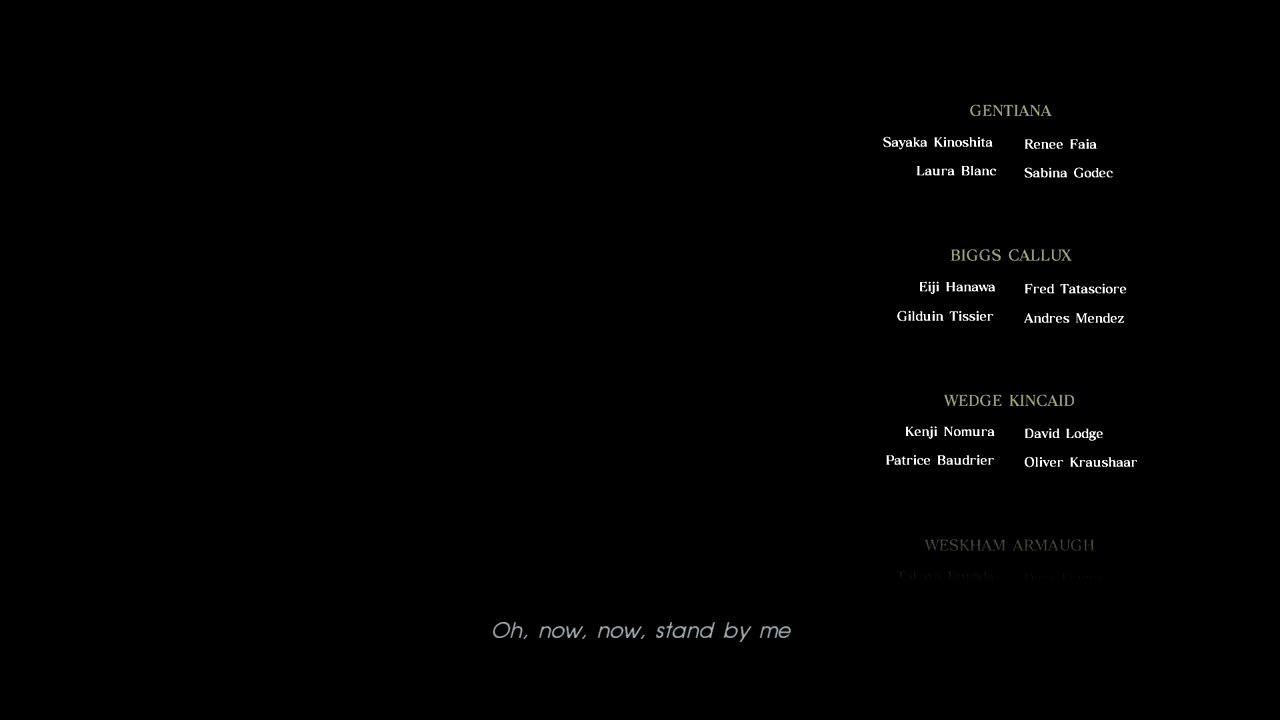 GENTIANA
Sayaka Kinoshita Renee Faia
Laura Blanc Sabina Godec
BIGGS CALLUX
Eiji Hanawa Fred Tatasciore
Gilduin Tissier Andres Mendez
WEDGE KINCAID
Kenji Nomura David Lodge
Patrice Baudrier Oliver Kraushaar
WESKHAM ARMAUGH
Oh, now, now, stand by me